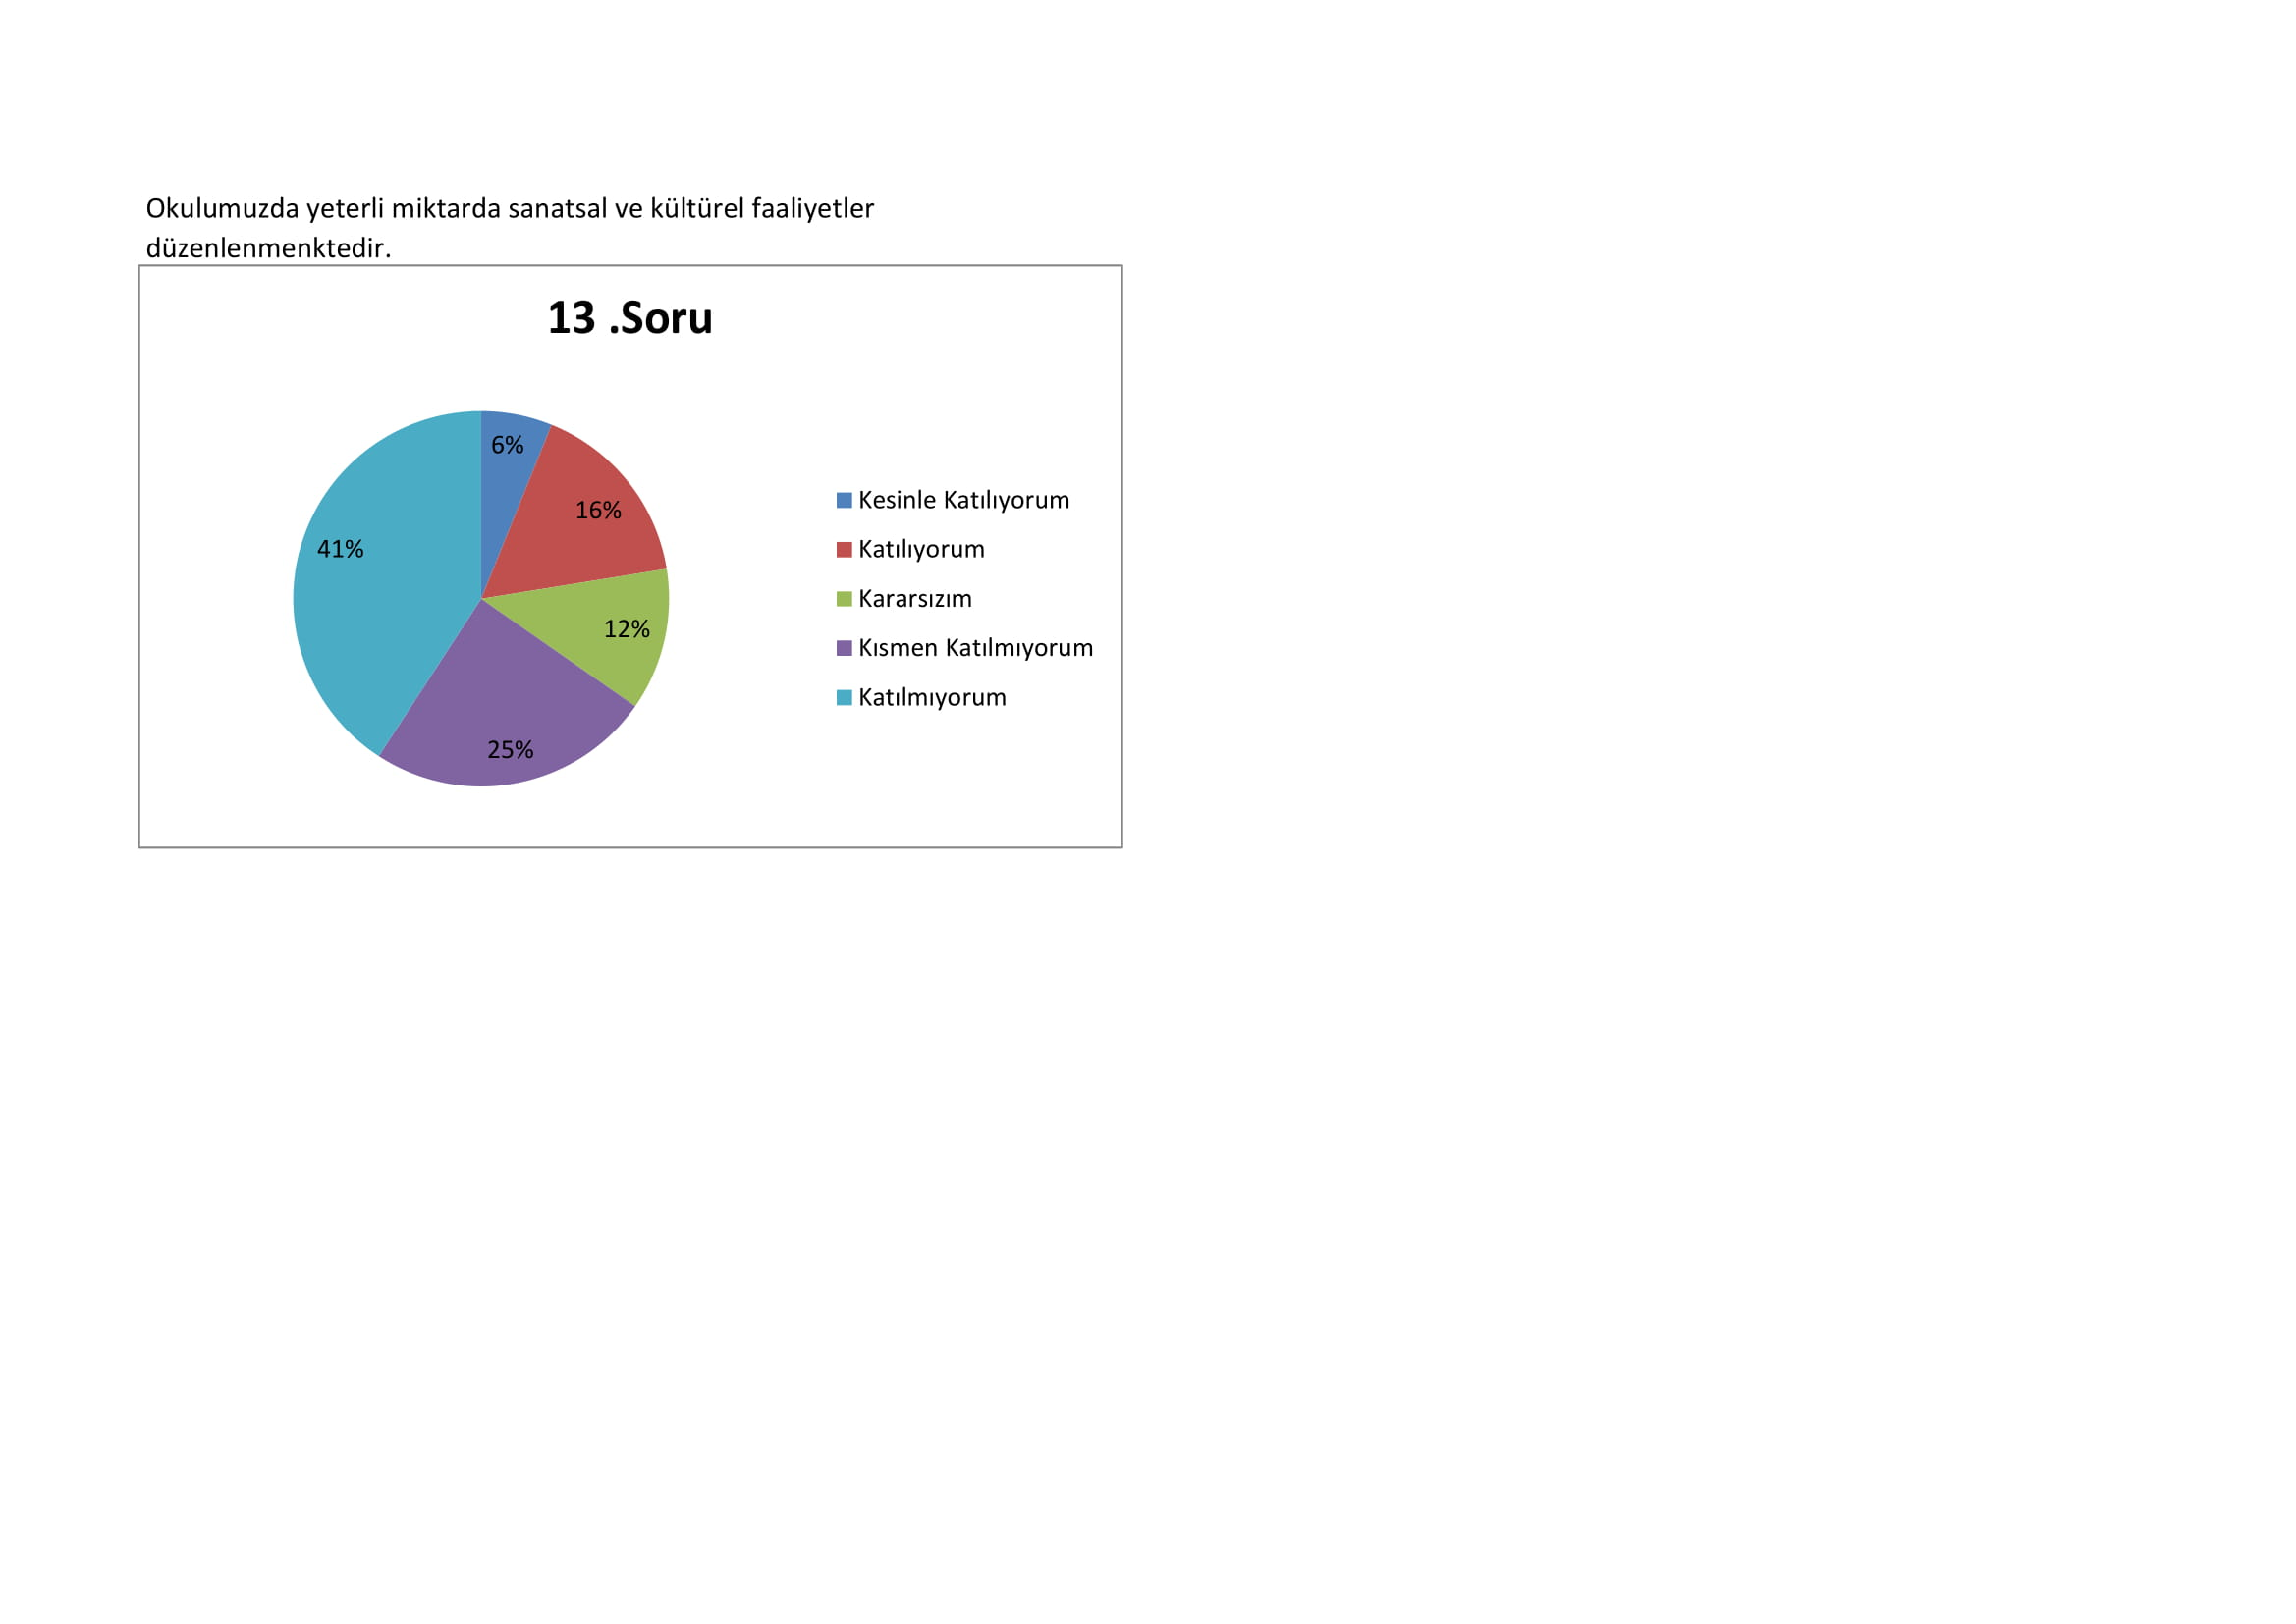 Okulumuzda yeterli miktarda sanatsal ve kültürel faaliyetler
düzenlenmenktedir.
13 .Soru
6%
16%
41%
12%
25%
Kesinle Katılıyorum
Katılıyorum
Kararsızım
Kısmen Katılmıyorum
Katılmıyorum